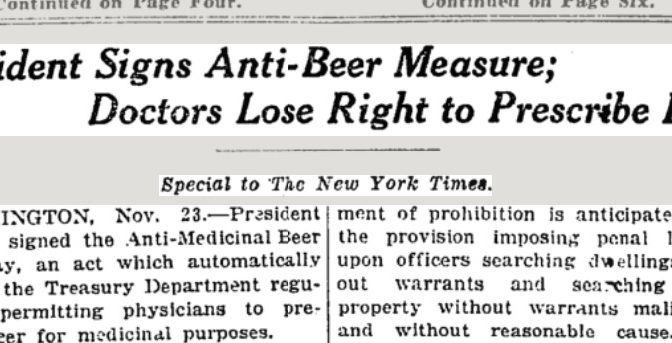 Continued on Page Four.
Continued on Page Six.
ident Signs Anti-Beer Measure;
Doctors Lose Right to Prescribe
Special to The New York Times.
INGTON, Nov. 23.—President
signed the Anti-Medicinal Beer
ay, an act which automatically
the Treasury Department regu-
permitting physicians to pre-
eer for medicinal purposes.
ment of prohibition is anticipate
the provision imposing penal
upon officers searching dwelling
out warrants and searching
property without warrants mali
and without reasonable cause.